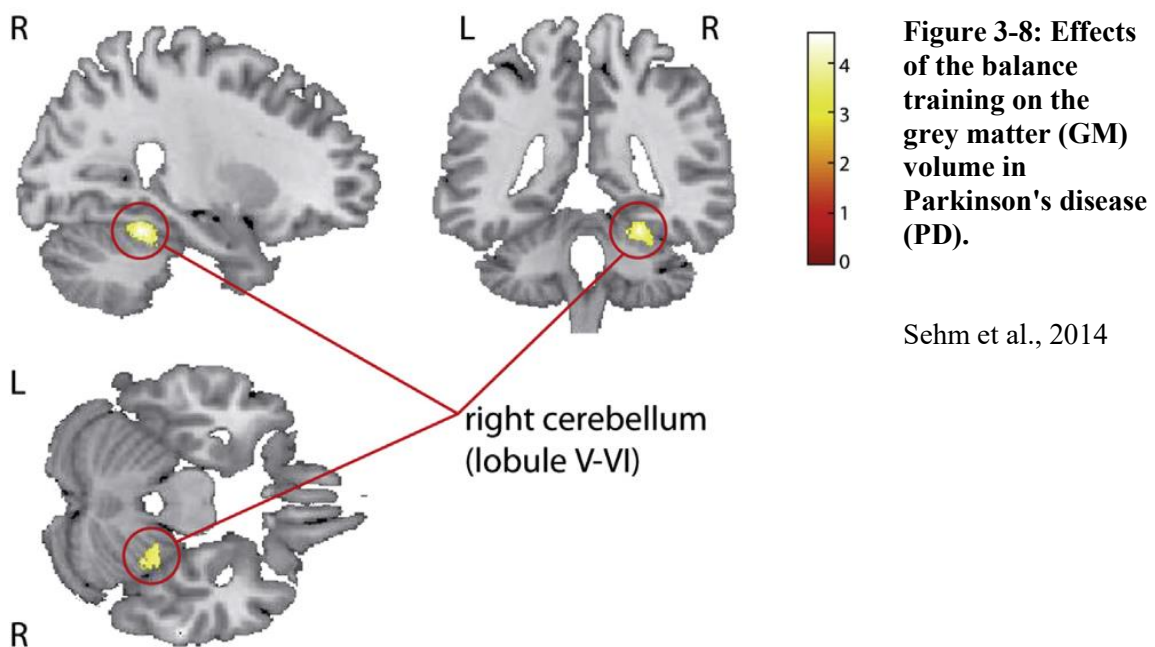 R
L
R
4
3
2
1
0
Figure 3-8: Effects
of the balance
training on the
grey matter (GM)
volume in
Parkinson's disease
(PD).
Sehm et al., 2014
L
right cerebellum
(lobule V-VI)
R